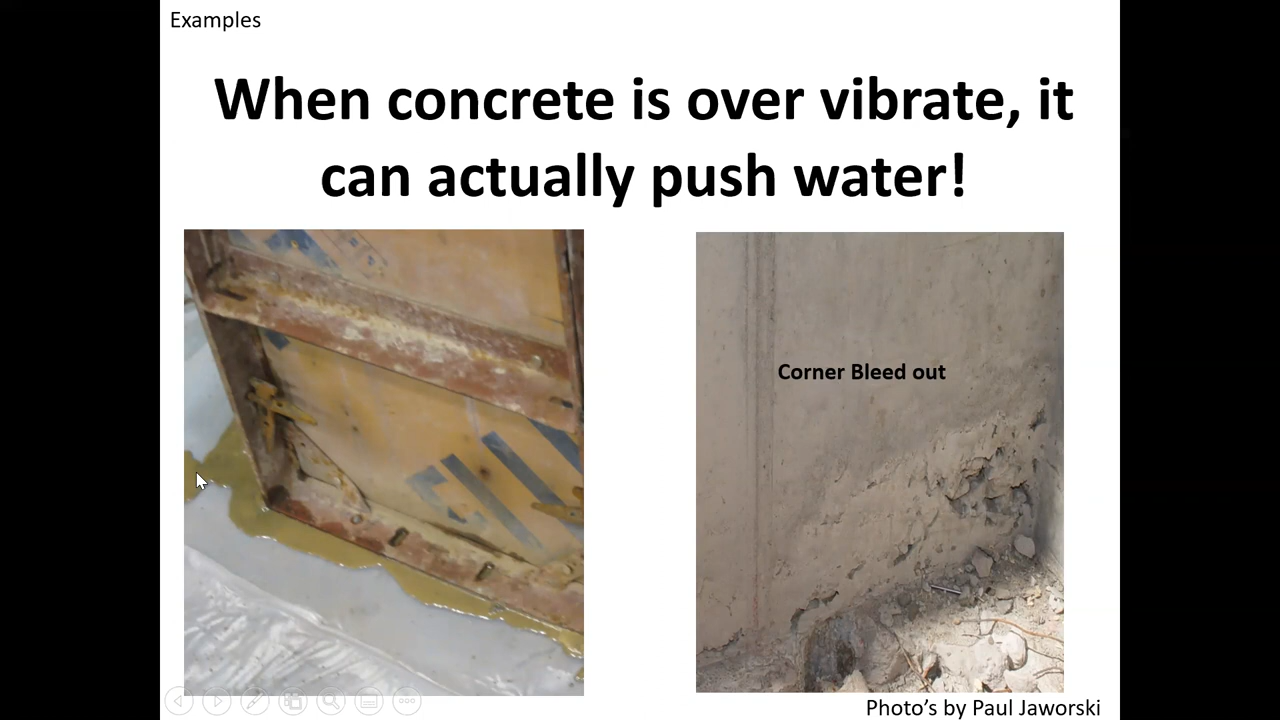 Examples
When concrete is over vibrate, it
can actually push water!
Corner Bleed out
Photo's by Paul Jaworski